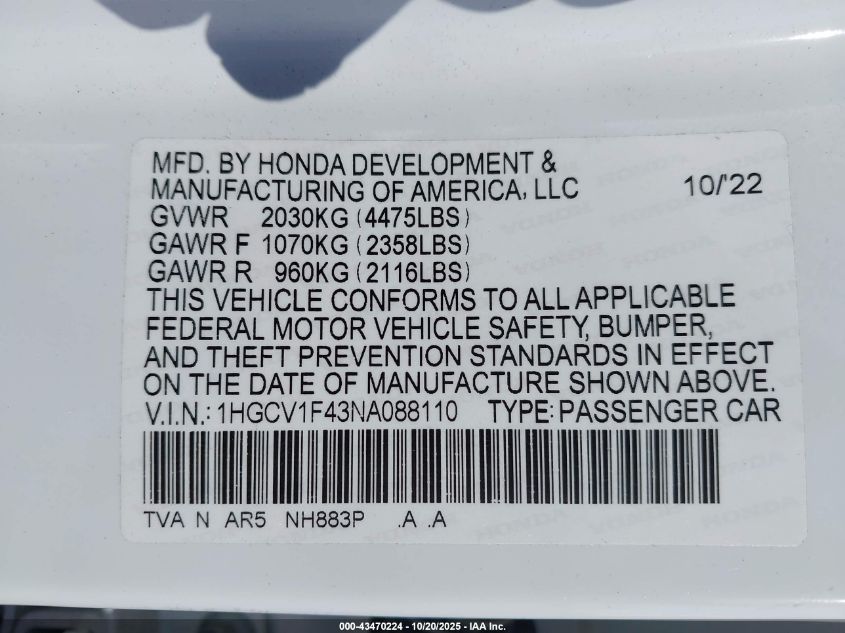 MFD. BY HONDA DEVELOPMENT &
MANUFACTURING OF AMERICA, LLC 10/'22
GVWR 2030KG (4475LBS)
GAWR F 1070KG (2358LBS)
GAWR R 960KG (2116LBS)
THIS VEHICLE CONFORMS TO ALL APPLICABLE
FEDERAL MOTOR VEHICLE SAFETY, BUMPER,
AND THEFT PREVENTION STANDARDS IN EFFECT
ON THE DATE OF MANUFACTURE SHOWN ABOVE.
V.I.N.: 1HGCV1F43NA088110 TYPE: PASSENGER CAR
TVA N AR5 NH883P .A .A
000-43470224 - 10/20/2025 - IAA Inc.